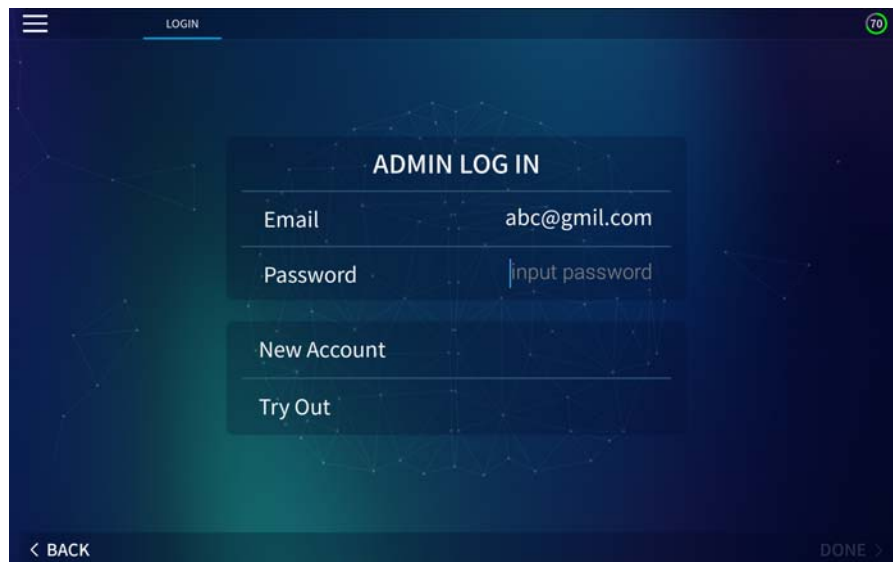 LOGIN 70
ADMIN LOG IN
Email abc@gmil.com
Password input password
New Account
Try Out
< BACK DONE >